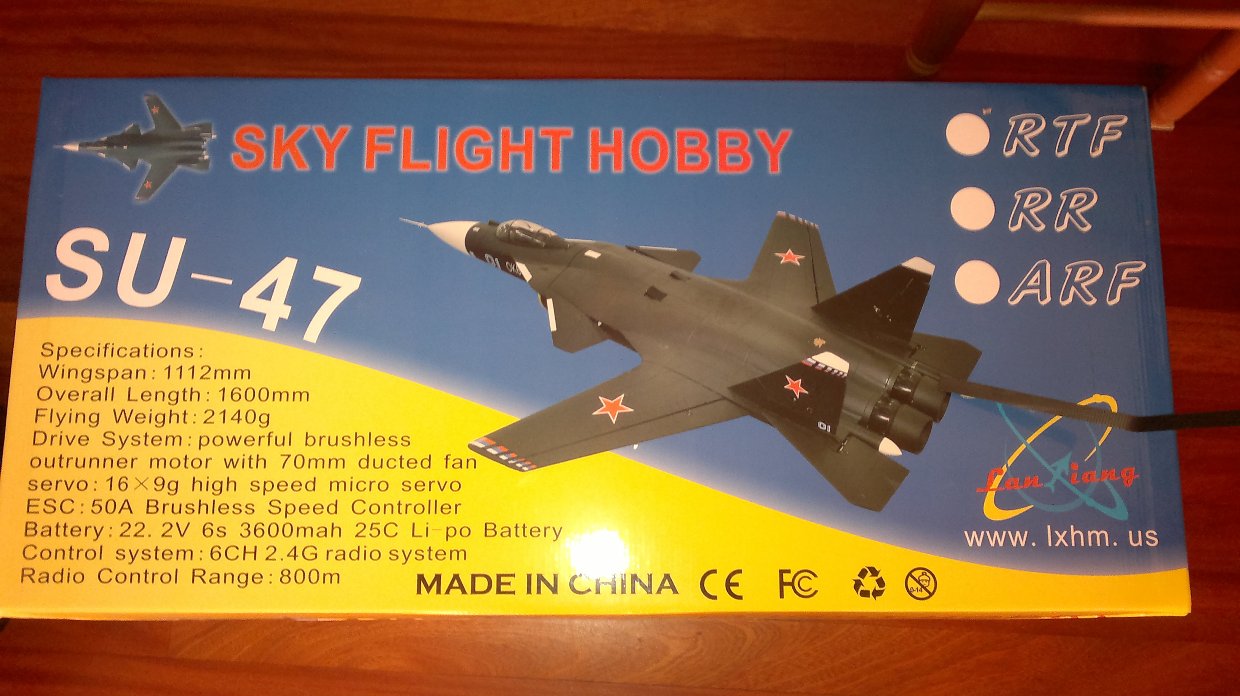 SKY FLIGHT HOBBY
RTF
RR
ARF
SU-47
Specifications:
Wingspan: 1112mm
Overall Length: 1600mm
Flying Weight: 2140g
Drive System: powerful brushless
outrunner motor with 70mm ducted fan
servo: 16×9g high speed micro servo
ESC: 50A Brushless Speed Controller
Battery: 22.2V 6s 3600mah 25C Li-po Battery
Control system: 6CH 2.4G radio system
Radio Control Range: 800m
MADE IN CHINA CE FC
01
01
LanXiang
www.lxhm.us